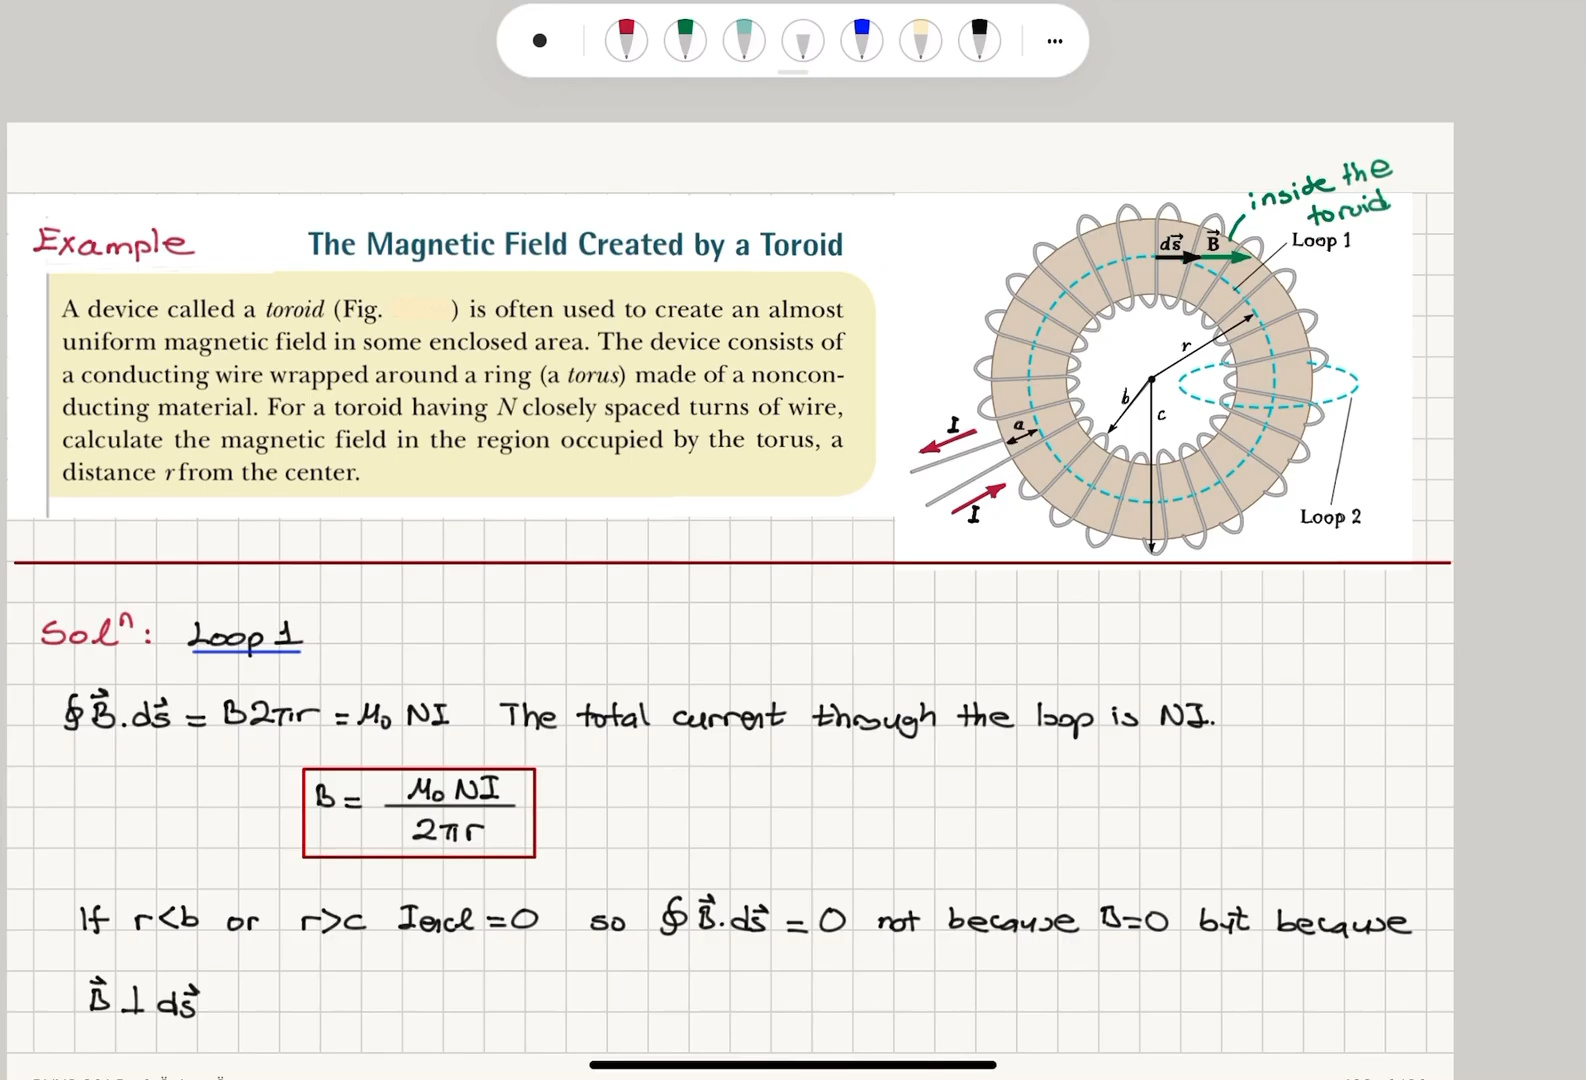 inside the
toroid
Example
The Magnetic Field Created by a Toroid
A device called a toroid (Fig. ) is often used to create an almost
uniform magnetic field in some enclosed area. The device consists of
a conducting wire wrapped around a ring (a torus) made of a noncon-
ducting material. For a toroid having N closely spaced turns of wire,
calculate the magnetic field in the region occupied by the torus, a
distance r from the center.
ds⃗ B⃗
Loop 1
r
b
c
a
I
I
Loop 2
Solⁿ: Loop 1
∮B⃗.ds⃗ = B2πr = μ₀ NI The total current through the loop is NI.
B = μ₀ NI / 2πr
If r<b or r>c Iencl = 0 so ∮B⃗.ds⃗ = 0 not because B=0 but because
B⃗ ⊥ ds⃗